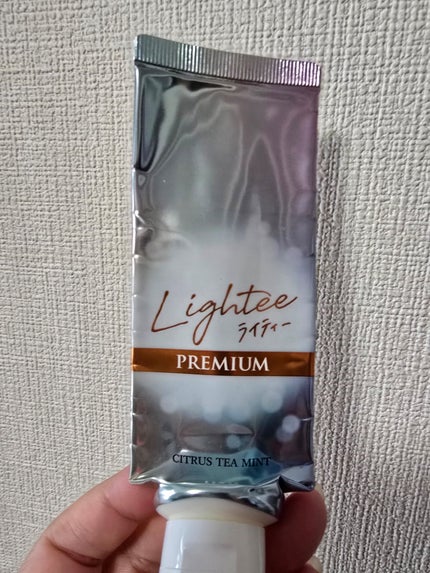 Lightee
ライティー
PREMIUM
CITRUS TEA MINT